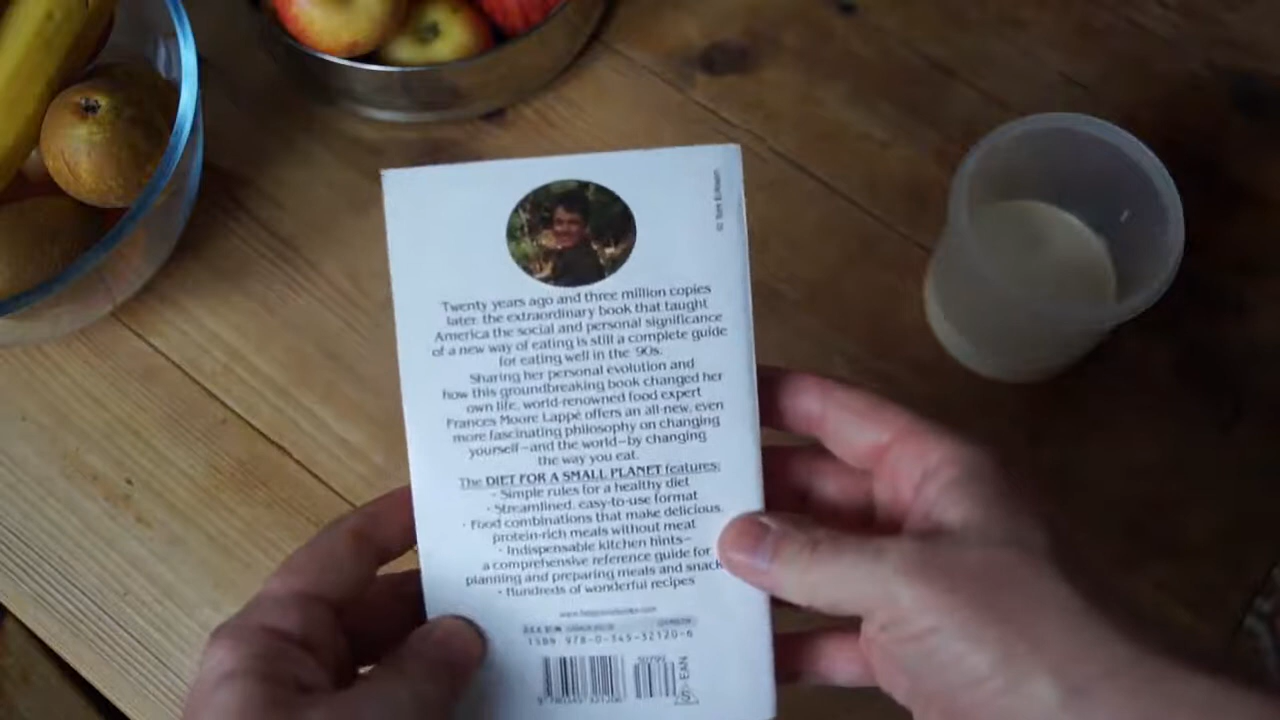 Twenty years ago and three million copies
later, the extraordinary book that taught
America the social and personal significance
of a new way of eating is still a complete guide
for eating well in the '90s.
Sharing her personal evolution and
how this groundbreaking book changed her
own life, world-renowned food expert
Frances Moore Lappé offers an all-new, even
more fascinating philosophy on changing
yourself—and the world—by changing
the way you eat.
The DIET FOR A SMALL PLANET features:
• Simple rules for a healthy diet
• Streamlined, easy-to-use format
• Food combinations that make delicious,
protein-rich meals without meat
• Indispensable kitchen hints—
a comprehensive reference guide for
planning and preparing meals and snack
• Hundreds of wonderful recipes
ISBN 978-0-345-32120-6
EAN